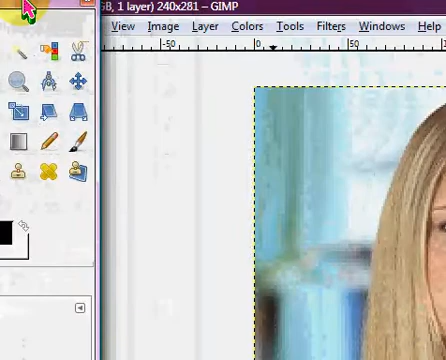 GB, 1 layer) 240x281 – GIMP
View Image Layer Colors Tools Filters Windows Help
-50 0 50